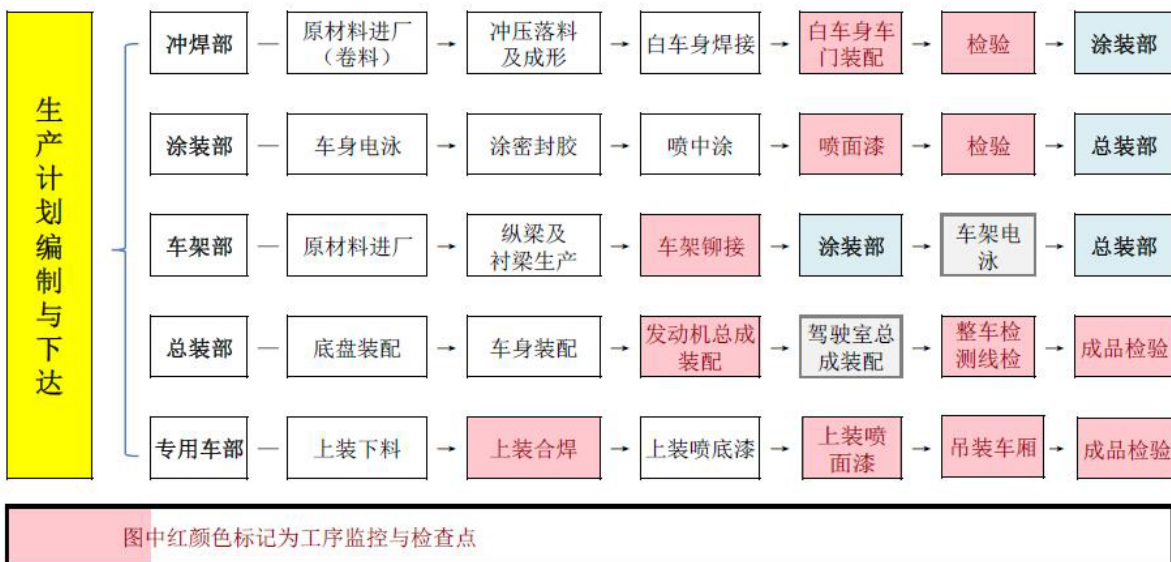 生产计划编制与下达
冲焊部
原材料进厂
（卷料）
冲压落料
及成形
白车身焊接
白车身车
门装配
检验
涂装部
涂装部
车身电泳
涂密封胶
喷中涂
喷面漆
检验
总装部
车架部
原材料进厂
纵梁及
衬梁生产
车架铆接
涂装部
车架电
泳
总装部
总装部
底盘装配
车身装配
发动机总成
装配
驾驶室总
成装配
整车检
测线检
成品检验
专用车部
上装下料
上装合焊
上装喷底漆
上装喷
面漆
吊装车厢
成品检验
图中红颜色标记为工序监控与检查点